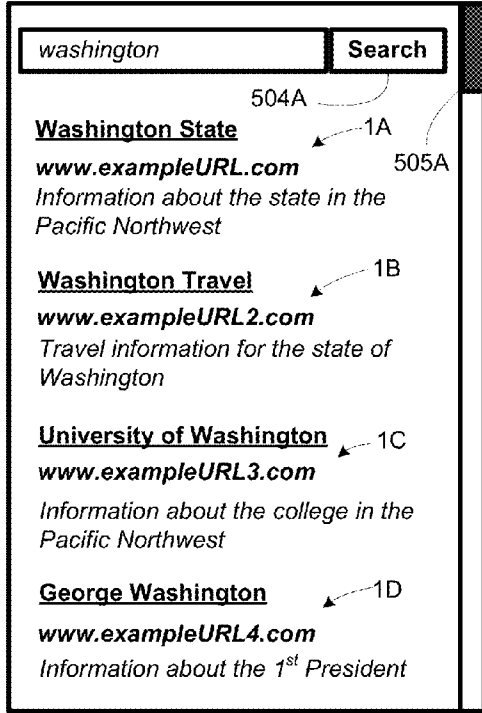 washington Search
504A
Washington State 1A
www.exampleURL.com 505A
Information about the state in the
Pacific Northwest
Washington Travel 1B
www.exampleURL2.com
Travel information for the state of
Washington
University of Washington 1C
www.exampleURL3.com
Information about the college in the
Pacific Northwest
George Washington 1D
www.exampleURL4.com
Information about the 1st President